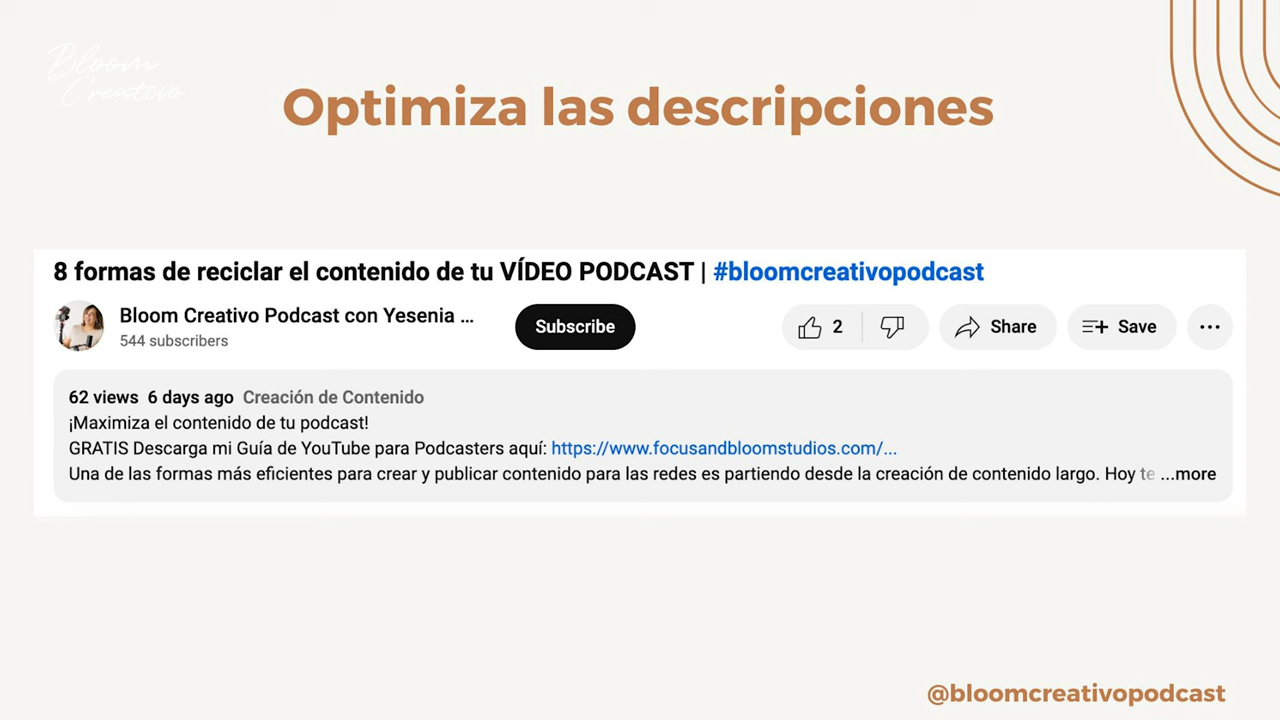 Bloom
Creativo
Optimiza las descripciones
8 formas de reciclar el contenido de tu VÍDEO PODCAST | #bloomcreativopodcast
Bloom Creativo Podcast con Yesenia ...
544 subscribers
Subscribe
2
Share
Save
62 views 6 days ago Creación de Contenido
¡Maximiza el contenido de tu podcast!
GRATIS Descarga mi Guía de YouTube para Podcasters aquí: https://www.focusandbloomstudios.com/...
Una de las formas más eficientes para crear y publicar contenido para las redes es partiendo desde la creación de contenido largo. Hoy te ...more
@bloomcreativopodcast